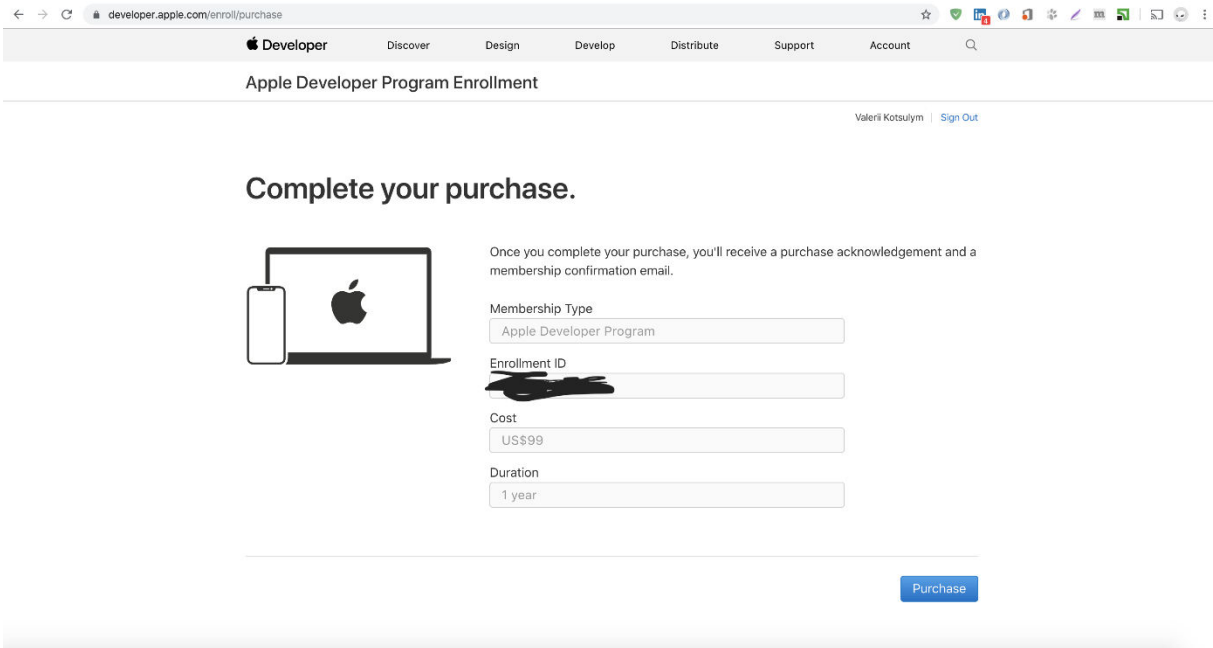 developer.apple.com/enroll/purchase
4
Developer Discover Design Develop Distribute Support Account
Apple Developer Program Enrollment
Valerii Kotsulym Sign Out
Complete your purchase.
Once you complete your purchase, you'll receive a purchase acknowledgement and a
membership confirmation email.
Membership Type
Apple Developer Program
Enrollment ID
Cost
US$99
Duration
1 year
Purchase